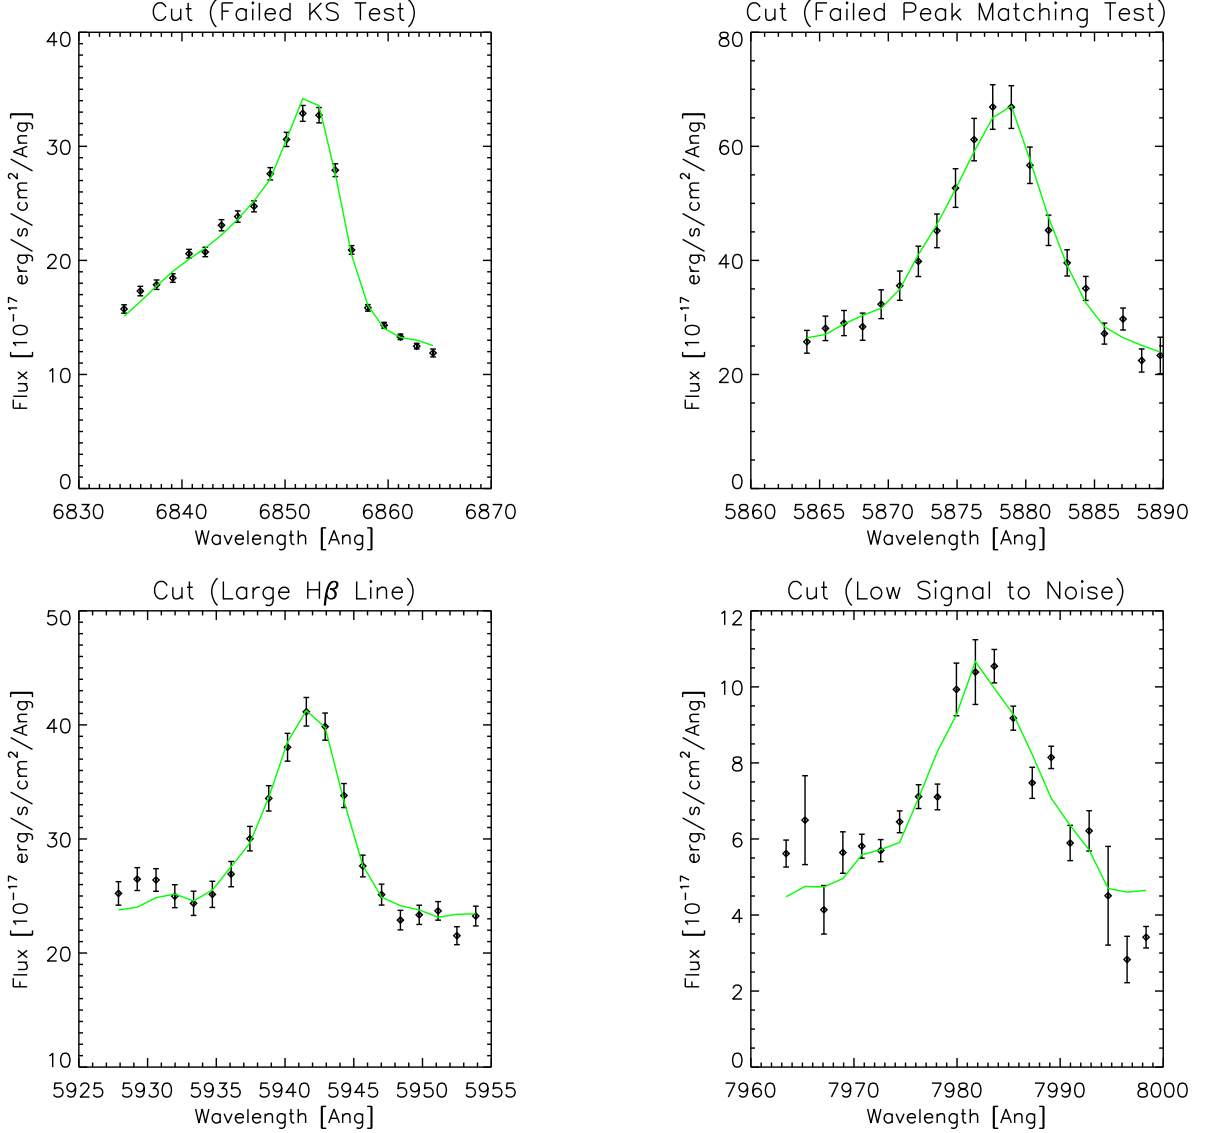 Cut (Failed KS Test)
40
30
20
10
0
Flux [10⁻¹⁷ erg/s/cm²/Ang]
6830 6840 6850 6860 6870
Wavelength [Ang]
Cut (Failed Peak Matching Test)
80
60
40
20
0
Flux [10⁻¹⁷ erg/s/cm²/Ang]
5860 5865 5870 5875 5880 5885 5890
Wavelength [Ang]
Cut (Large Hβ Line)
50
40
30
20
10
Flux [10⁻¹⁷ erg/s/cm²/Ang]
5925 5930 5935 5940 5945 5950 5955
Wavelength [Ang]
Cut (Low Signal to Noise)
12
10
8
6
4
2
0
Flux [10⁻¹⁷ erg/s/cm²/Ang]
7960 7970 7980 7990 8000
Wavelength [Ang]